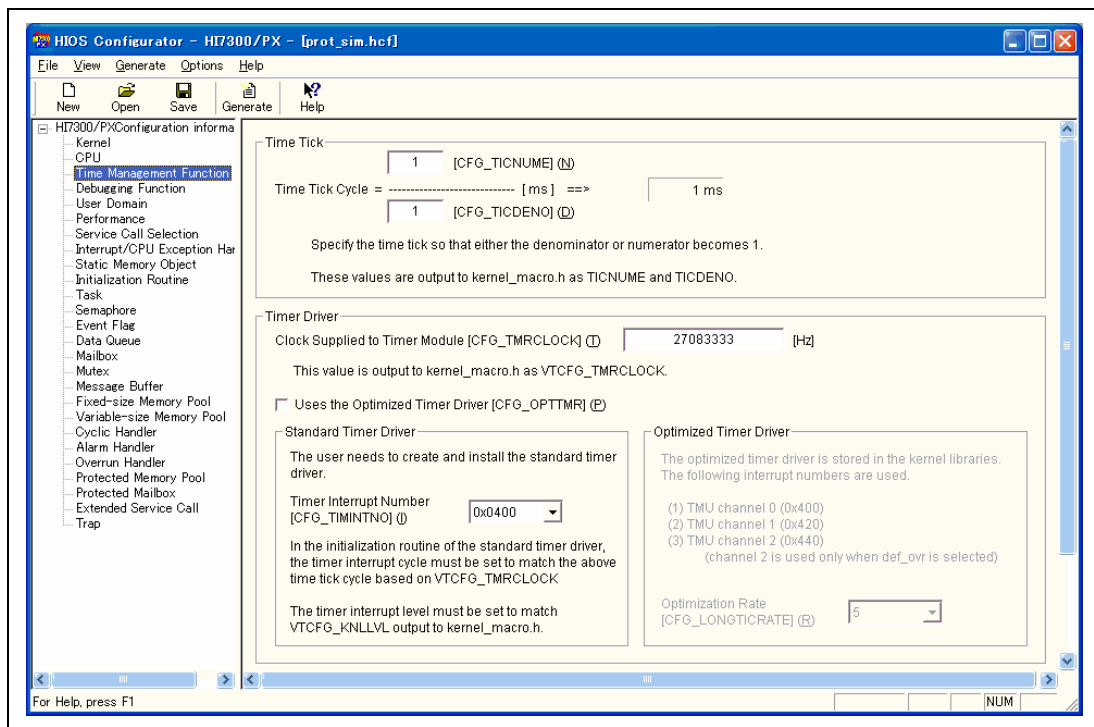 HIOS Configurator - HI7300/PX - [prot_sim.hcf]
File View Generate Options Help
New Open Save Generate Help
HI7300/PXConfiguration informa
Kernel
CPU
Time Management Function
Debugging Function
User Domain
Performance
Service Call Selection
Interrupt/CPU Exception Har
Static Memory Object
Initialization Routine
Task
Semaphore
Event Flag
Data Queue
Mailbox
Mutex
Message Buffer
Fixed-size Memory Pool
Variable-size Memory Pool
Cyclic Handler
Alarm Handler
Overrun Handler
Protected Memory Pool
Protected Mailbox
Extended Service Call
Trap
Time Tick
1 [CFG_TICNUME] (N)
Time Tick Cycle = ----------------------------- [ ms ] ==> 1 ms
1 [CFG_TICDENO] (D)
Specify the time tick so that either the denominator or numerator becomes 1.
These values are output to kernel_macro.h as TICNUME and TICDENO.
Timer Driver
Clock Supplied to Timer Module [CFG_TMRCLOCK] (T) 27083333 [Hz]
This value is output to kernel_macro.h as VTCFG_TMRCLOCK.
Uses the Optimized Timer Driver [CFG_OPTTMR] (P)
Standard Timer Driver
The user needs to create and install the standard timer
driver.
Timer Interrupt Number
[CFG_TIMINTNO] (I) 0x0400
In the initialization routine of the standard timer driver,
the timer interrupt cycle must be set to match the above
time tick cycle based on VTCFG_TMRCLOCK
The timer interrupt level must be set to match
VTCFG_KNLLVL output to kernel_macro.h.
Optimized Timer Driver
The optimized timer driver is stored in the kernel libraries.
The following interrupt numbers are used.
(1) TMU channel 0 (0x400)
(2) TMU channel 1 (0x420)
(3) TMU channel 2 (0x440)
(channel 2 is used only when def_ovr is selected)
Optimization Rate
[CFG_LONGTICRATE] (R) 5
For Help, press F1 NUM